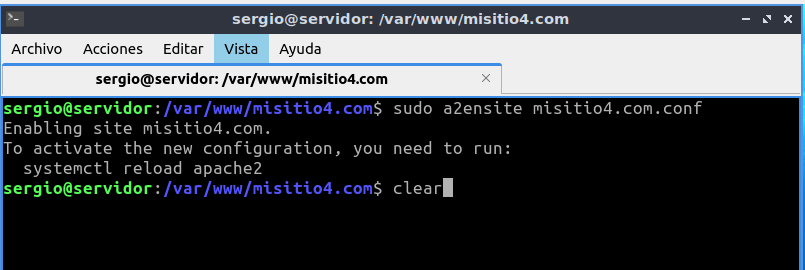 sergio@servidor: /var/www/misitio4.com
Archivo Acciones Editar Vista Ayuda
sergio@servidor: /var/www/misitio4.com
sergio@servidor:/var/www/misitio4.com$ sudo a2ensite misitio4.com.conf
Enabling site misitio4.com.
To activate the new configuration, you need to run:
  systemctl reload apache2
sergio@servidor:/var/www/misitio4.com$ clear